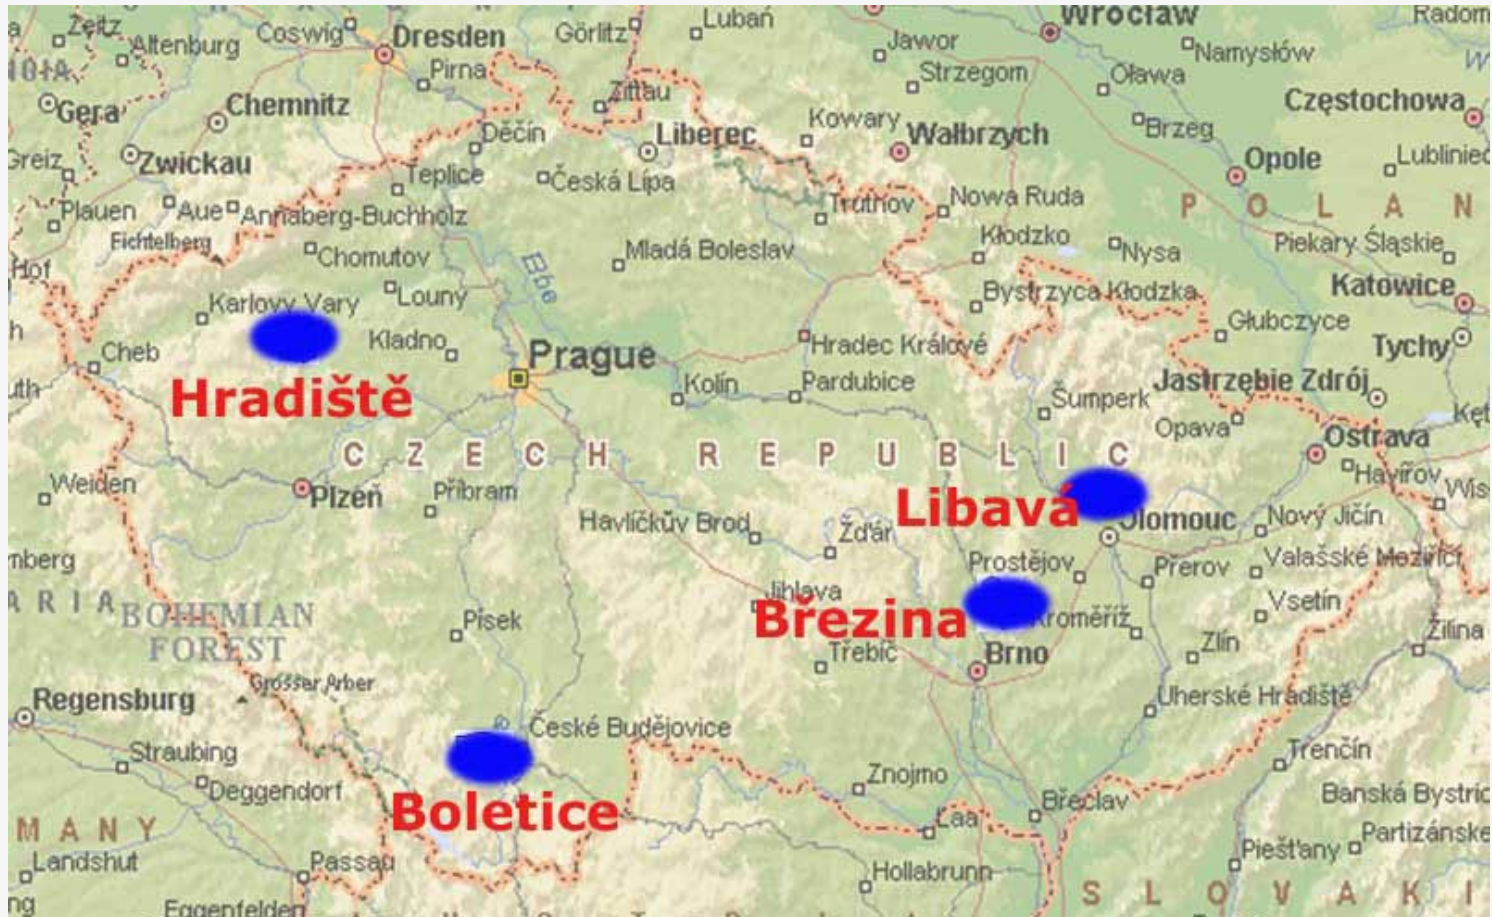 Zeitz
Altenburg
Coswig
Dresden
Görlitz
Lubań
Jawor
Wrocław
Namysłów
Radom
Pirna
Strzegom
Oława
Gera
Chemnitz
Zittau
Kowary
Wałbrzych
Brzeg
Częstochowa
Děčín
Liberec
Opole
Lubliniec
Greiz
Zwickau
Teplice
Česká Lípa
Plauen
Aue
Annaberg-Buchholz
Trutnov
Nowa Ruda
POLAN
Fichtelberg
Chomutov
Mladá Boleslav
Kłodzko
Nysa
Piekary Śląskie
Hof
Louny
Elbe
Bystrzyca Kłodzka
Katowice
Karlovy Vary
Głubczyce
Cheb
Kladno
Prague
Hradec Králové
Tychy
Hradiště
Kolín
Pardubice
Šumperk
Jastrzębie Zdrój
Opava
Ostrava
CZECH REPUBLIC
Havířov
Weiden
Plzeň
Příbram
Libavá
Olomouc
Nový Jičín
Havlíčkův Brod
Žďár
Prostějov
Přerov
Valašské Meziříčí
Jihlava
Březina
Kroměříž
Vsetín
BOHEMIAN
FOREST
Písek
Třebíč
Brno
Zlín
Žilina
Grosser Arber
Regensburg
Uherské Hradiště
České Budějovice
Straubing
Deggendorf
Znojmo
Trenčín
Boletice
Břeclav
Banská Bystric
MANY
Laa
Partizánske
Landshut
Passau
Hollabrunn
Piešťany
Eggenfelden
SLOVAKI